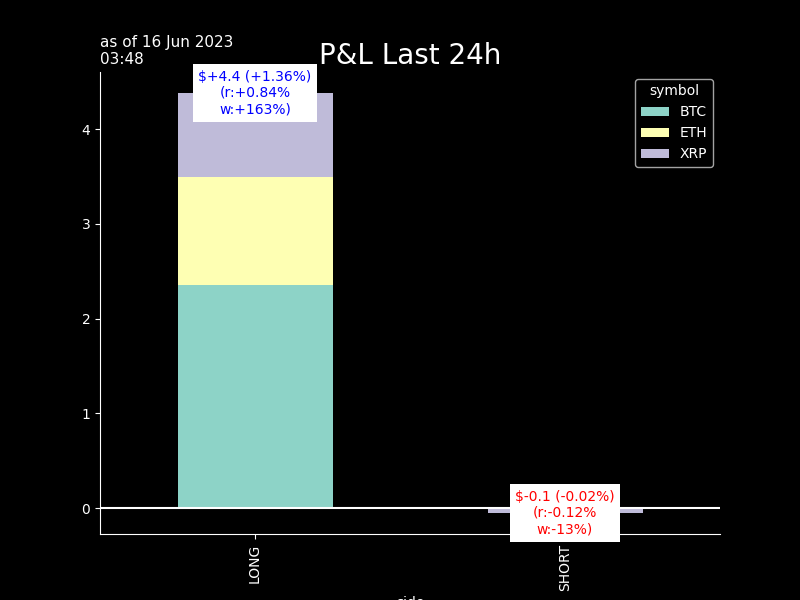 as of 16 Jun 2023
03:48
P&L Last 24h
$+4.4 (+1.36%)
(r:+0.84%
w:+163%)
symbol
BTC
ETH
XRP
4
3
2
1
0
$-0.1 (-0.02%)
(r:-0.12%
w:-13%)
LONG
SHORT
side